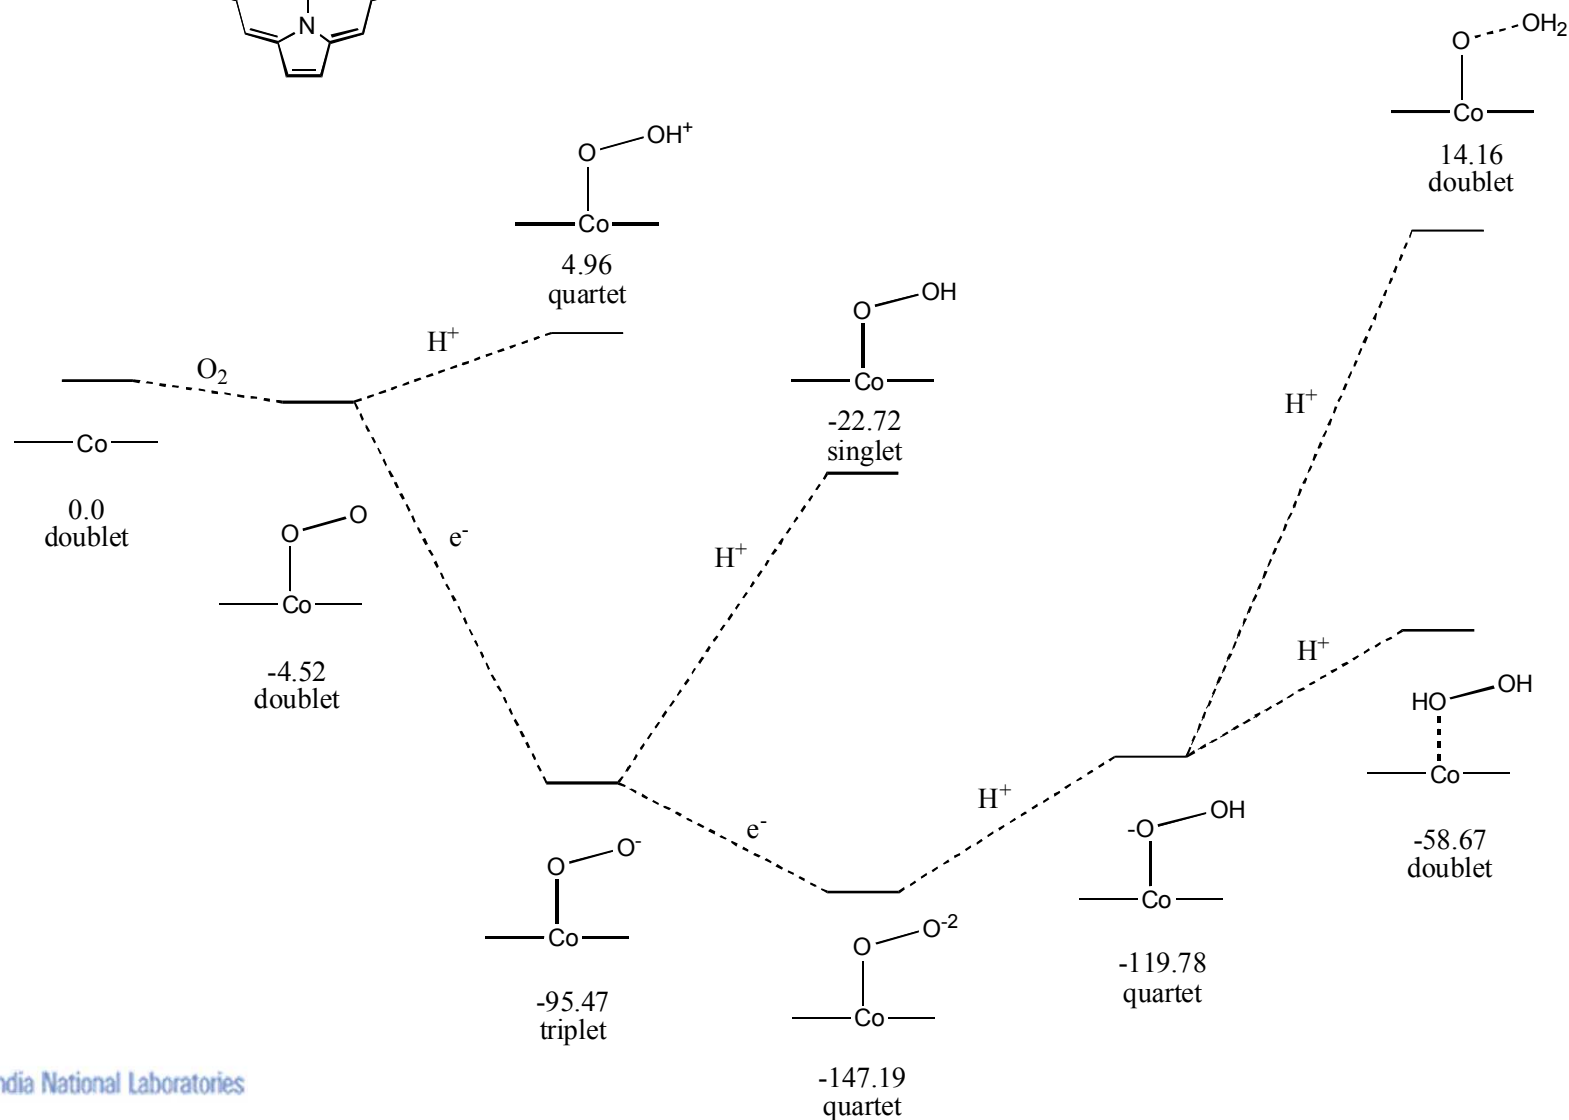 N
O
OH2
Co
14.16
doublet
O
OH+
Co
4.96
quartet
O
OH
Co
-22.72
singlet
H+
O2
H+
Co
0.0
doublet
O
O
Co
-4.52
doublet
e-
H+
H+
HO
OH
Co
-58.67
doublet
e-
H+
O
O-
Co
-95.47
triplet
O
O-2
Co
-147.19
quartet
-O
OH
Co
-119.78
quartet
ndia National Laboratories